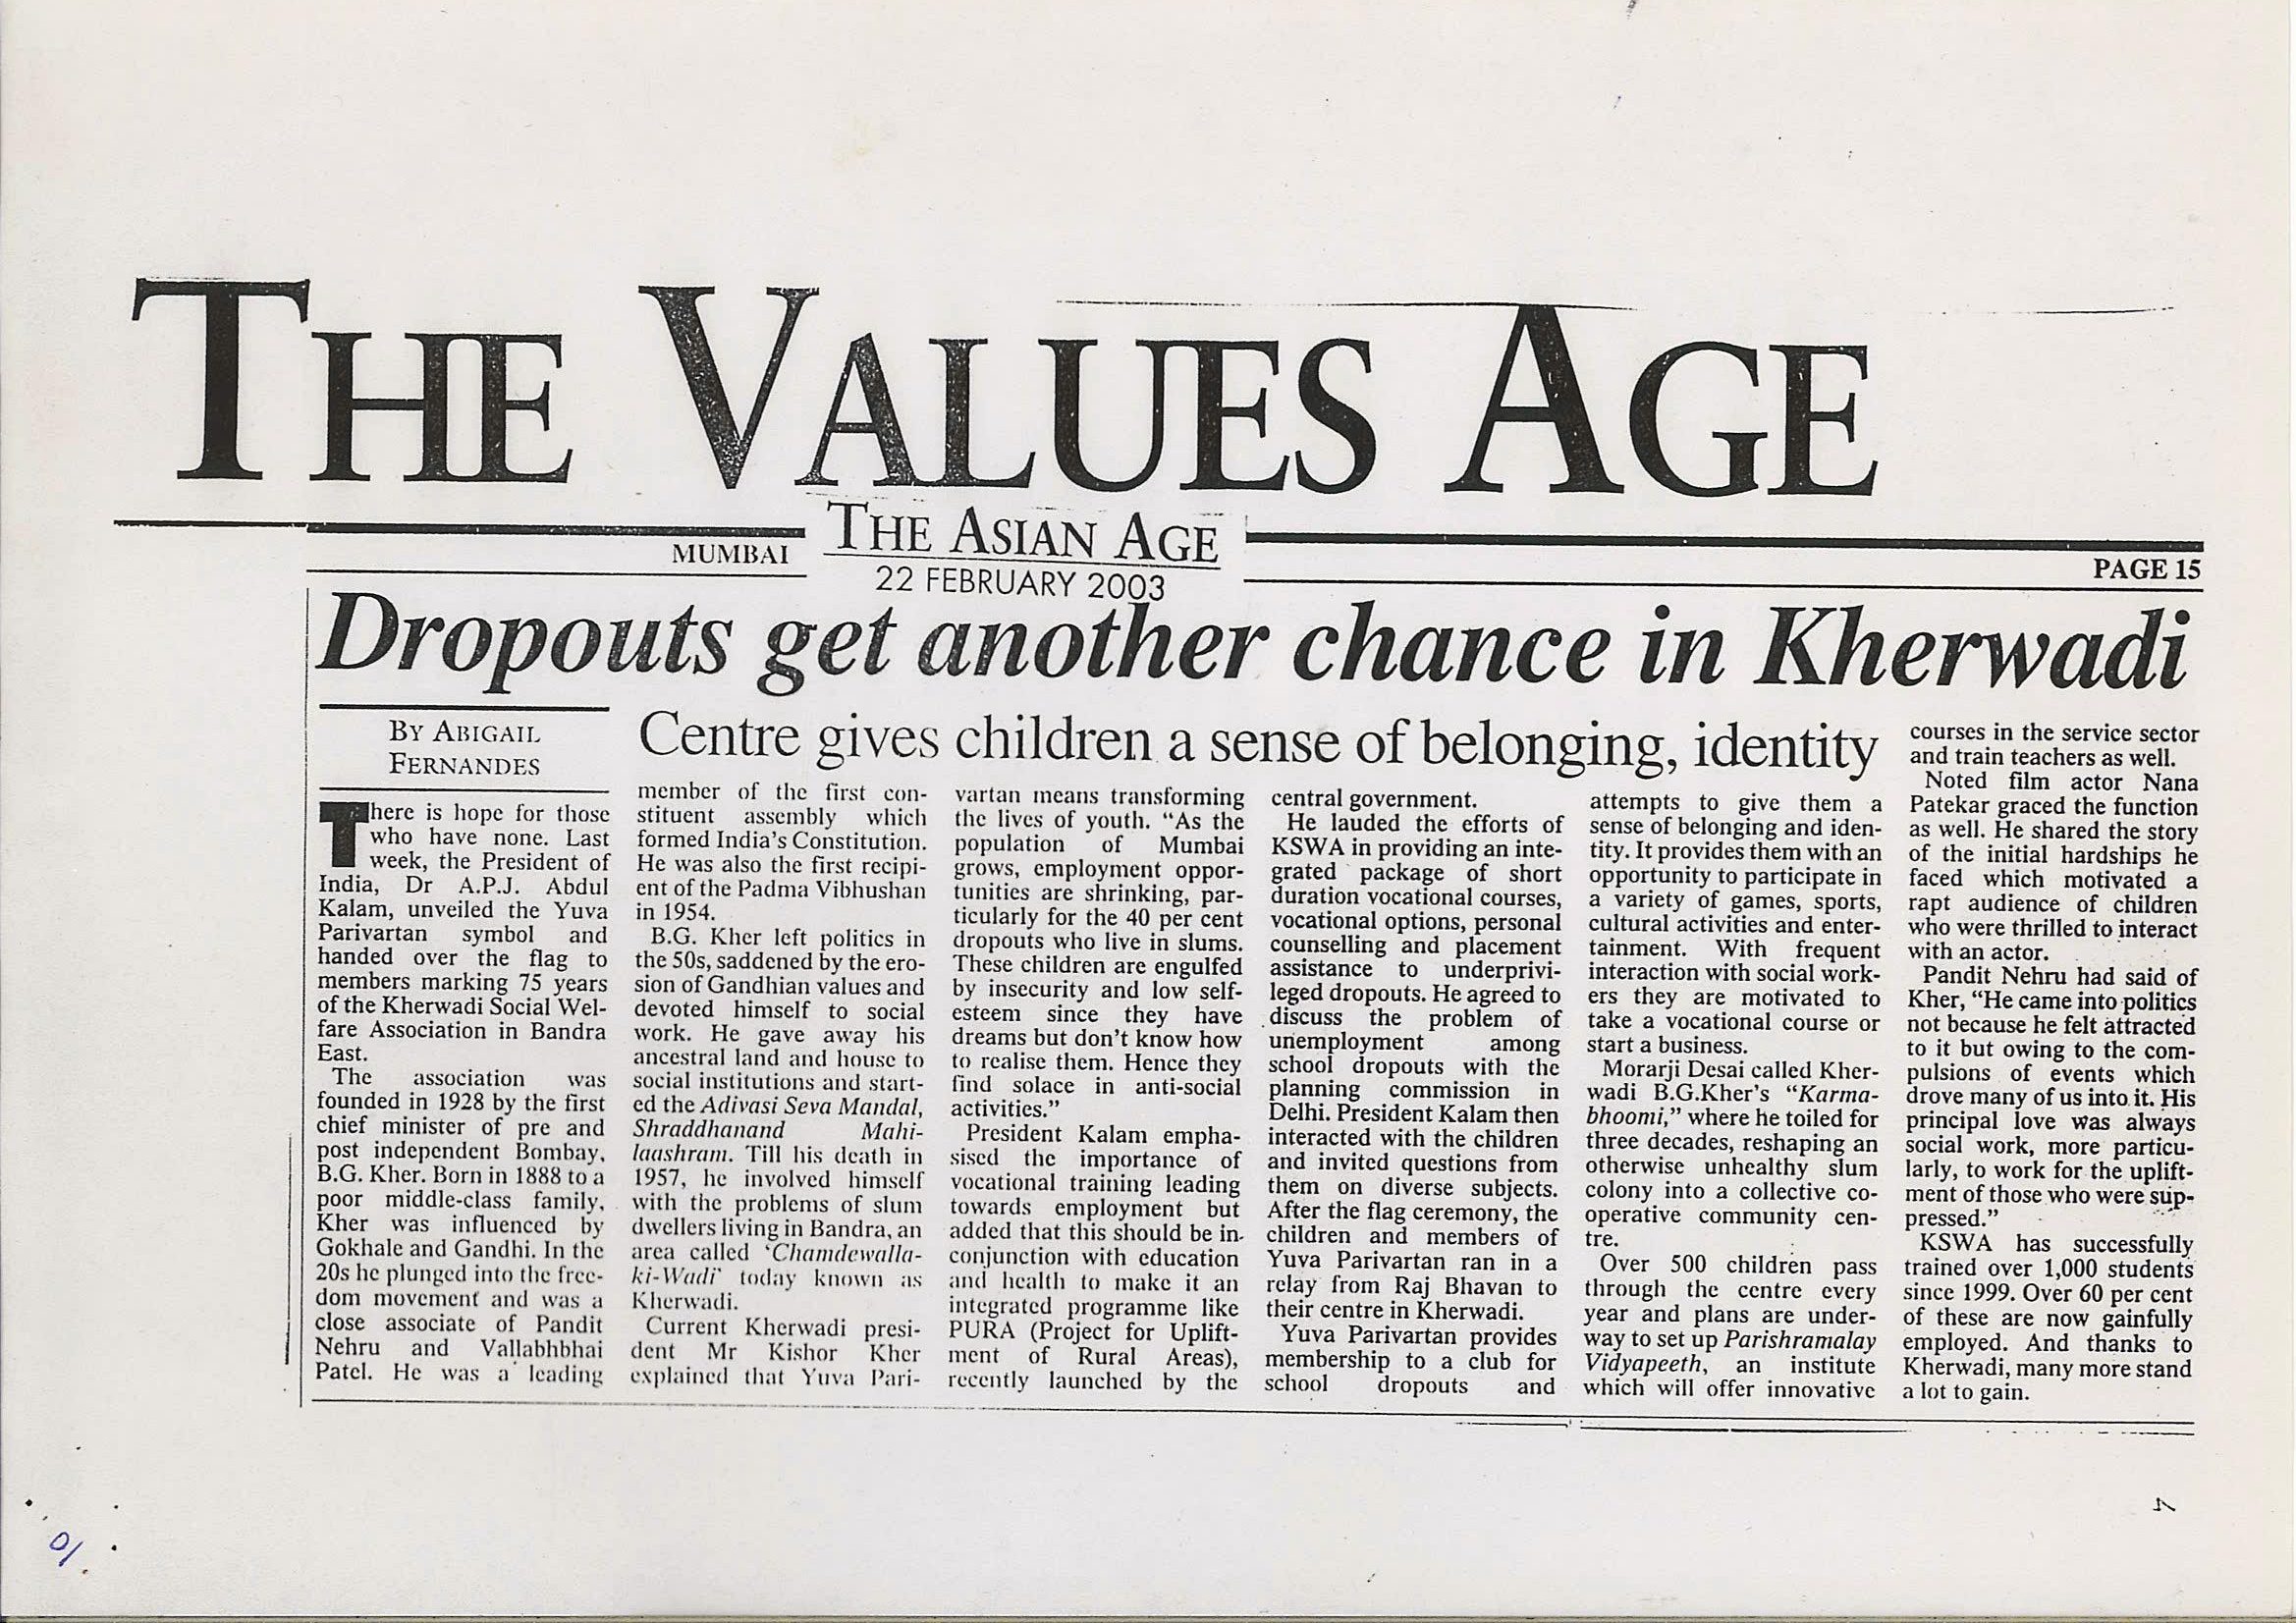 THE VALUES AGE
MUMBAI
THE ASIAN AGE
22 FEBRUARY 2003
PAGE 15
Dropouts get another chance in Kherwadi
BY ABIGAIL
FERNANDES
Centre gives children a sense of belonging, identity
There is hope for those
who have none. Last
week, the President of
India, Dr A.P.J. Abdul
Kalam, unveiled the Yuva
Parivartan symbol and
handed over the flag to
members marking 75 years
of the Kherwadi Social Wel-
fare Association in Bandra
East.
The association was
founded in 1928 by the first
chief minister of pre and
post independent Bombay,
B.G. Kher. Born in 1888 to a
poor middle-class family,
Kher was influenced by
Gokhale and Gandhi. In the
20s he plunged into the free-
dom movement and was a
close associate of Pandit
Nehru and Vallabhbhai
Patel. He was a leading
member of the first con-
stituent assembly which
formed India's Constitution.
He was also the first recipi-
ent of the Padma Vibhushan
in 1954.
B.G. Kher left politics in
the 50s, saddened by the ero-
sion of Gandhian values and
devoted himself to social
work. He gave away his
ancestral land and house to
social institutions and start-
ed the Adivasi Seva Mandal,
Shraddhanand Mahi-
laashram. Till his death in
1957, he involved himself
with the problems of slum
dwellers living in Bandra, an
area called 'Chamdewalla-
ki-Wadi' today known as
Kherwadi.
Current Kherwadi presi-
dent Mr Kishor Kher
explained that Yuva Pari-
vartan means transforming
the lives of youth. "As the
population of Mumbai
grows, employment oppor-
tunities are shrinking, par-
ticularly for the 40 per cent
dropouts who live in slums.
These children are engulfed
by insecurity and low self-
esteem since they have
dreams but don't know how
to realise them. Hence they
find solace in anti-social
activities."
President Kalam empha-
sised the importance of
vocational training leading
towards employment but
added that this should be in-
conjunction with education
and health to make it an
integrated programme like
PURA (Project for Uplift-
ment of Rural Areas),
recently launched by the
central government.
He lauded the efforts of
KSWA in providing an inte-
grated package of short
duration vocational courses,
vocational options, personal
counselling and placement
assistance to underprivi-
leged dropouts. He agreed to
discuss the problem of
unemployment among
school dropouts with the
planning commission in
Delhi. President Kalam then
interacted with the children
and invited questions from
them on diverse subjects.
After the flag ceremony, the
children and members of
Yuva Parivartan ran in a
relay from Raj Bhavan to
their centre in Kherwadi.
Yuva Parivartan provides
membership to a club for
school dropouts and
attempts to give them a
sense of belonging and iden-
tity. It provides them with an
opportunity to participate in
a variety of games, sports,
cultural activities and enter-
tainment. With frequent
interaction with social work-
ers they are motivated to
take a vocational course or
start a business.
Morarji Desai called Kher-
wadi B.G.Kher's "Karma-
bhoomi," where he toiled for
three decades, reshaping an
otherwise unhealthy slum
colony into a collective co-
operative community cen-
tre.
Over 500 children pass
through the centre every
year and plans are under-
way to set up Parishramalay
Vidyapeeth, an institute
which will offer innovative
courses in the service sector
and train teachers as well.
Noted film actor Nana
Patekar graced the function
as well. He shared the story
of the initial hardships he
faced which motivated a
rapt audience of children
who were thrilled to interact
with an actor.
Pandit Nehru had said of
Kher, "He came into politics
not because he felt attracted
to it but owing to the com-
pulsions of events which
drove many of us into it. His
principal love was always
social work, more particu-
larly, to work for the uplift-
ment of those who were sup-
pressed."
KSWA has successfully
trained over 1,000 students
since 1999. Over 60 per cent
of these are now gainfully
employed. And thanks to
Kherwadi, many more stand
a lot to gain.